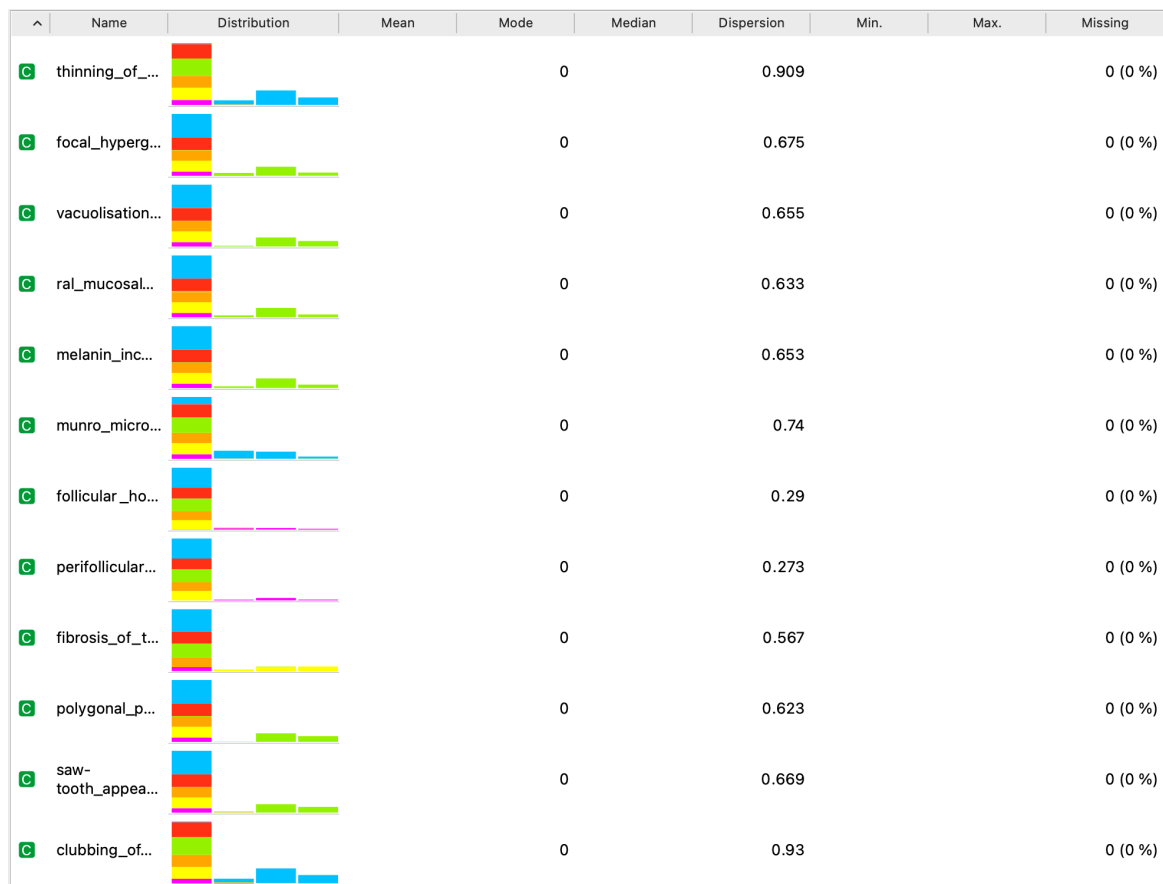 Name Distribution Mean Mode Median Dispersion Min. Max. Missing
C thinning_of_... 0 0.909 0 (0 %)
C focal_hyperg... 0 0.675 0 (0 %)
C vacuolisation... 0 0.655 0 (0 %)
C ral_mucosal... 0 0.633 0 (0 %)
C melanin_inc... 0 0.653 0 (0 %)
C munro_micro... 0 0.74 0 (0 %)
C follicular_ho... 0 0.29 0 (0 %)
C perifollicular... 0 0.273 0 (0 %)
C fibrosis_of_t... 0 0.567 0 (0 %)
C polygonal_p... 0 0.623 0 (0 %)
C saw-
tooth_appea... 0 0.669 0 (0 %)
C clubbing_of... 0 0.93 0 (0 %)